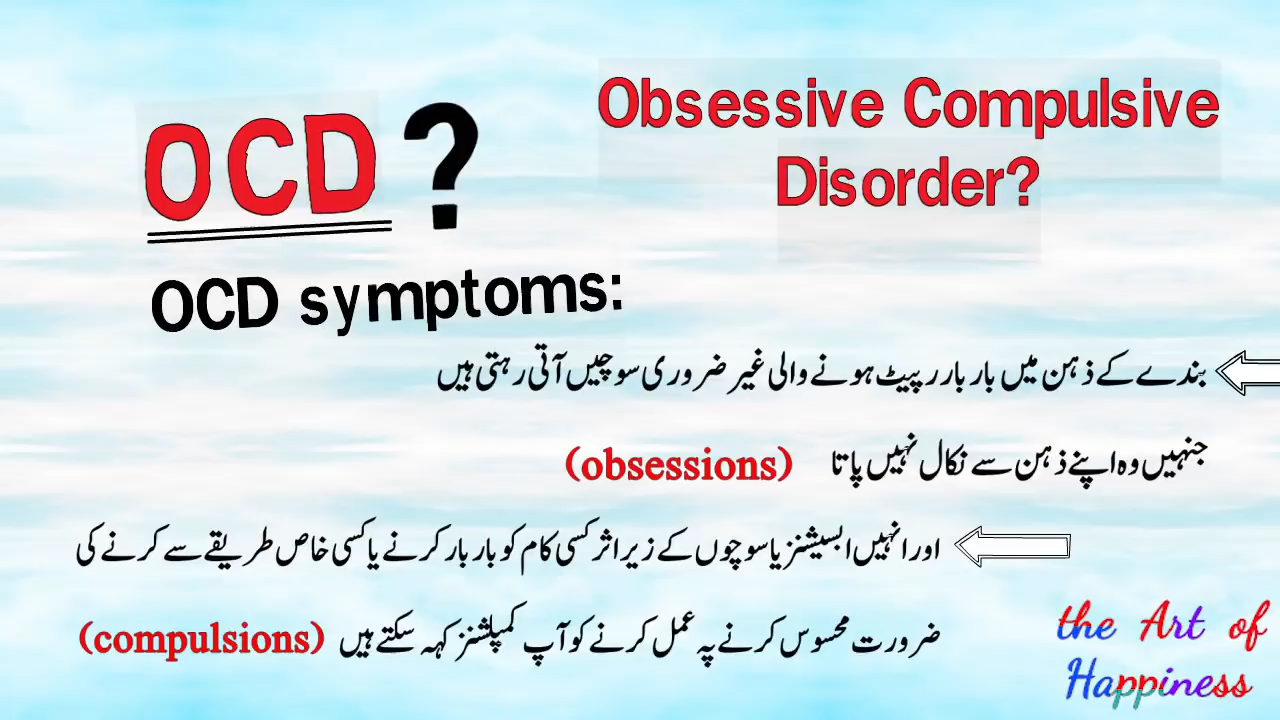 OCD?
Obsessive Compulsive
Disorder?
OCD symptoms:
بندے کے ذہن میں بار بار رپیٹ ہونے والی غیر ضروری سوچیں آتی رہتی ہیں
جنہیں وہ اپنے ذہن سے نکال نہیں پاتا (obsessions)
اور انہیں ابسیشنز یا سوچوں کے زیر اثر کسی کام کو بار بار کرنے یا کسی خاص طریقے سے کرنے کی
ضرورت محسوس کرنے پہ عمل کرنے کو آپ کمپلشنز کہہ سکتے ہیں (compulsions)
the Art of
Happiness